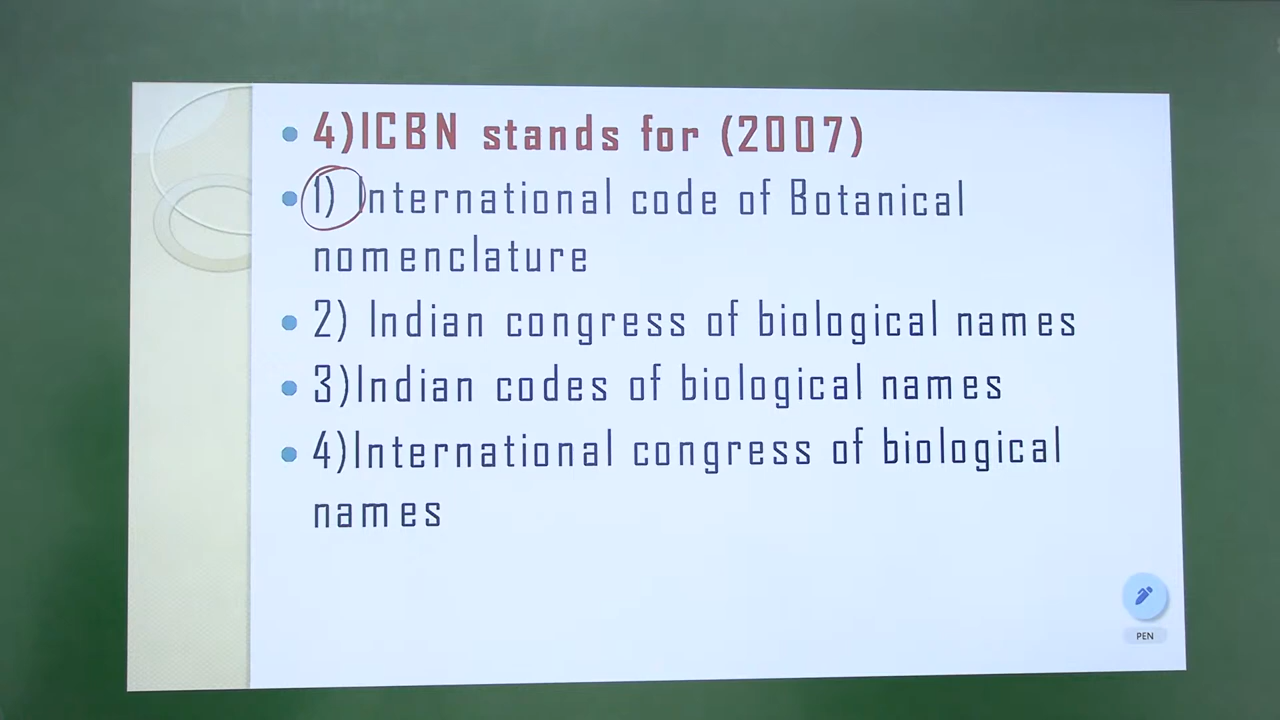 4)ICBN stands for (2007)
1) International code of Botanical
nomenclature
2) Indian congress of biological names
3)Indian codes of biological names
4)International congress of biological
names
PEN